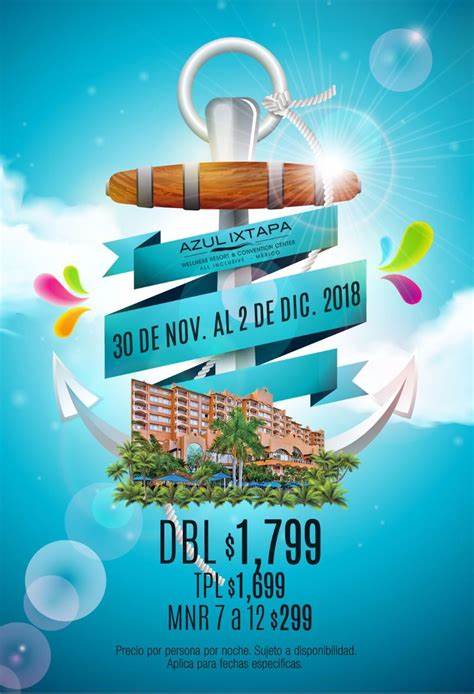 AZUL IXTAPA
WELLNESS RESORT & CONVENTION CENTER
ALL INCLUSIVE MÉXICO
30 DE NOV. AL 2 DE DIC. 2018
DBL $1,799
TPL $1,699
MNR 7 a 12 $299
Precio por persona por noche. Sujeto a disponibilidad.
Aplica para fechas específicas.